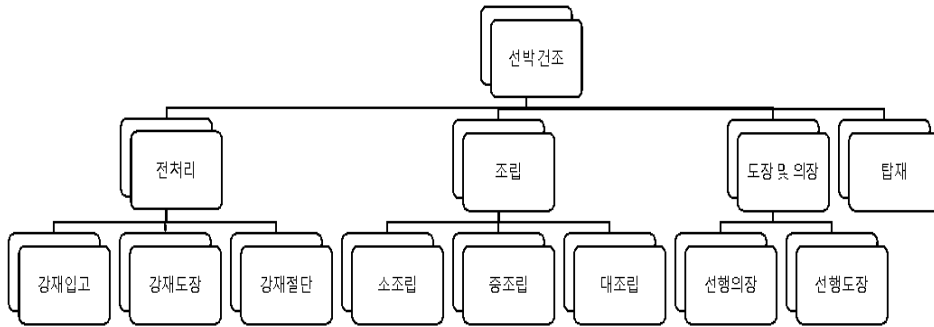 선박 건조
전처리
조립
도장 및 의장
탑재
강재입고
강재도장
강재절단
소조립
중조립
대조립
선행의장
선행도장